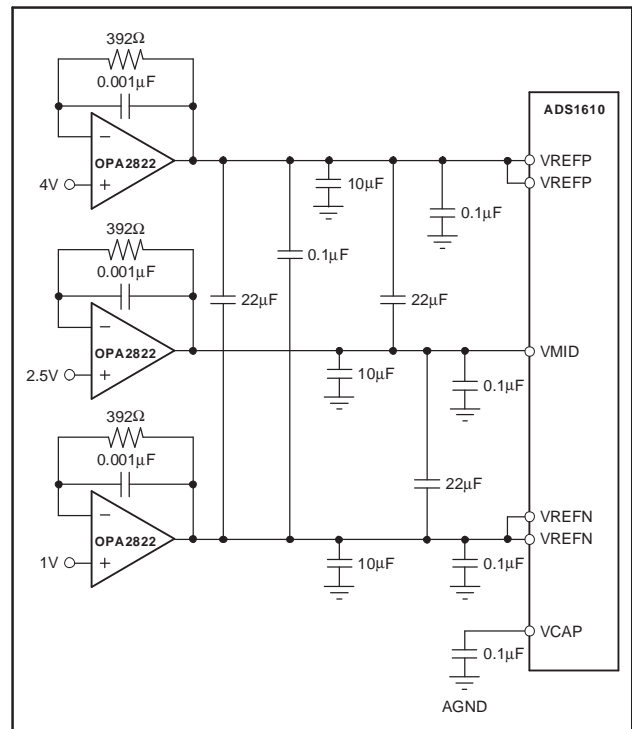 392Ω
0.001μF
ADS1610
OPA2822
VREFP
4V
10μF
VREFP
0.1μF
392Ω
0.1μF
0.001μF
22μF
22μF
OPA2822
VMID
2.5V
10μF
0.1μF
392Ω
0.001μF
22μF
VREFN
OPA2822
VREFN
1V
10μF
0.1μF
VCAP
0.1μF
AGND